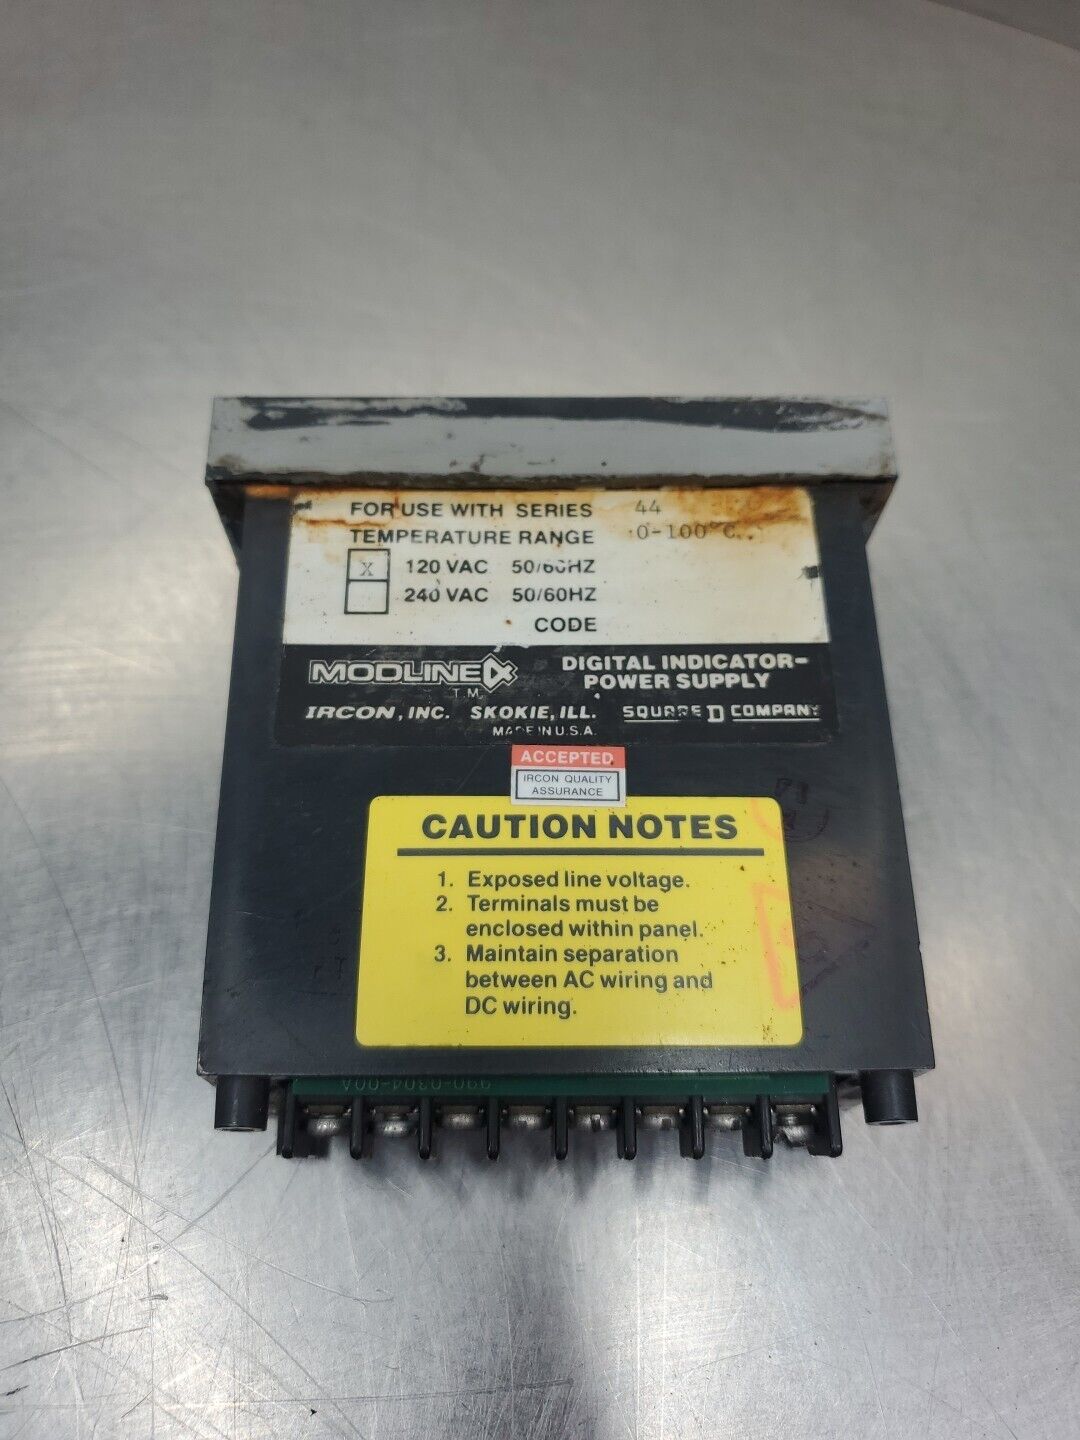 FOR USE WITH SERIES 44
TEMPERATURE RANGE 0-100°C
X 120 VAC 50/60HZ
240 VAC 50/60HZ
CODE
MODLINE
T.M.
DIGITAL INDICATOR-
POWER SUPPLY
IRCON, INC. SKOKIE, ILL. SQUARE D COMPANY
MADE IN U.S.A.
ACCEPTED
IRCON QUALITY
ASSURANCE
CAUTION NOTES
1. Exposed line voltage.
2. Terminals must be
enclosed within panel.
3. Maintain separation
between AC wiring and
DC wiring.
990-0304-00A